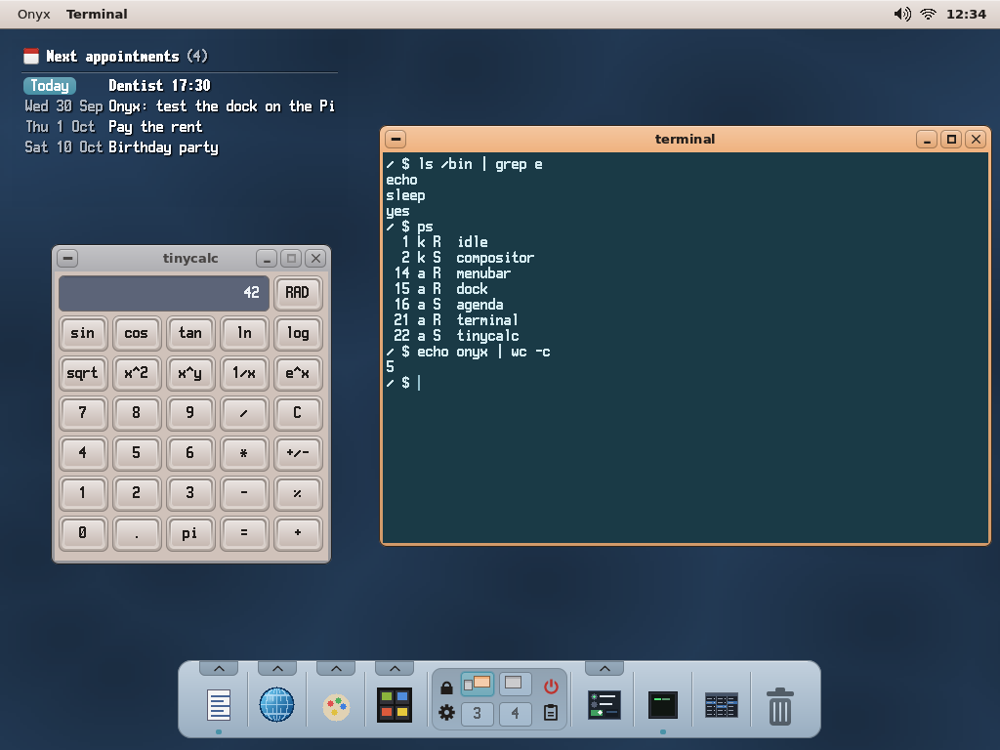 Onyx Terminal 12:34
Next appointments (4)
Today Dentist 17:30
Wed 30 Sep Onyx: test the dock on the Pi
Thu 1 Oct Pay the rent
Sat 10 Oct Birthday party
terminal
/ $ ls /bin | grep e
echo
sleep
yes
/ $ ps
1 k R idle
2 k S compositor
14 a R menubar
15 a R dock
16 a S agenda
21 a R terminal
22 a S tinycalc
/ $ echo onyx | wc -c
5
/ $
tinycalc
42 RAD
sin cos tan ln log
sqrt x^2 x^y 1/x e^x
7 8 9 / C
4 5 6 * +/-
1 2 3 - %
0 . pi = +
3 4